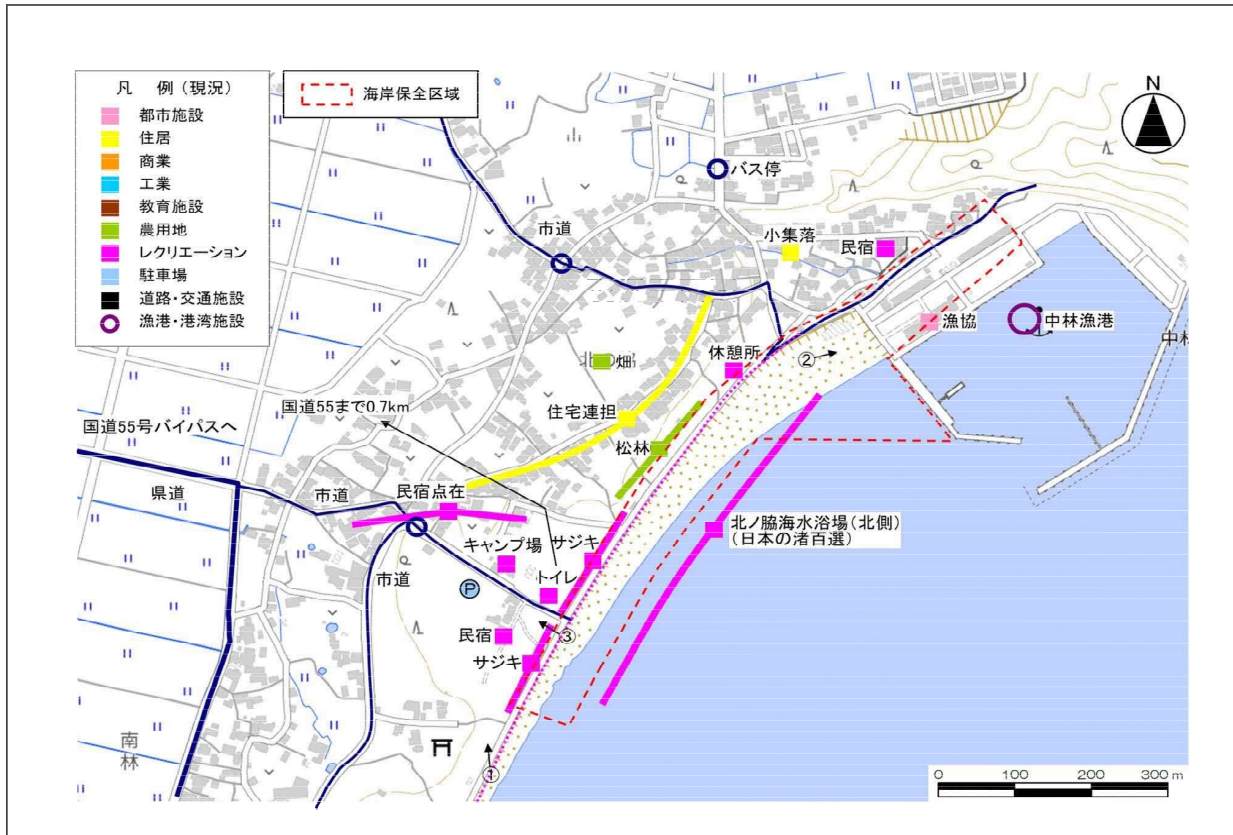 凡 例(現況)
都市施設
住居
商業
工業
教育施設
農用地
レクリエーション
駐車場
道路・交通施設
漁港・港湾施設
海岸保全区域
N
バス停
市道
小集落
民宿
漁協
中林漁港
中林
休憩所
②
畑
国道55まで0.7km
住宅連担
国道55号バイパスへ
松林
県道
市道
民宿点在
北ノ脇海水浴場(北側)
(日本の渚百選)
キャンプ場
サジキ
トイレ
市道
P
③
民宿
サジキ
南林
①
0 100 200 300 m